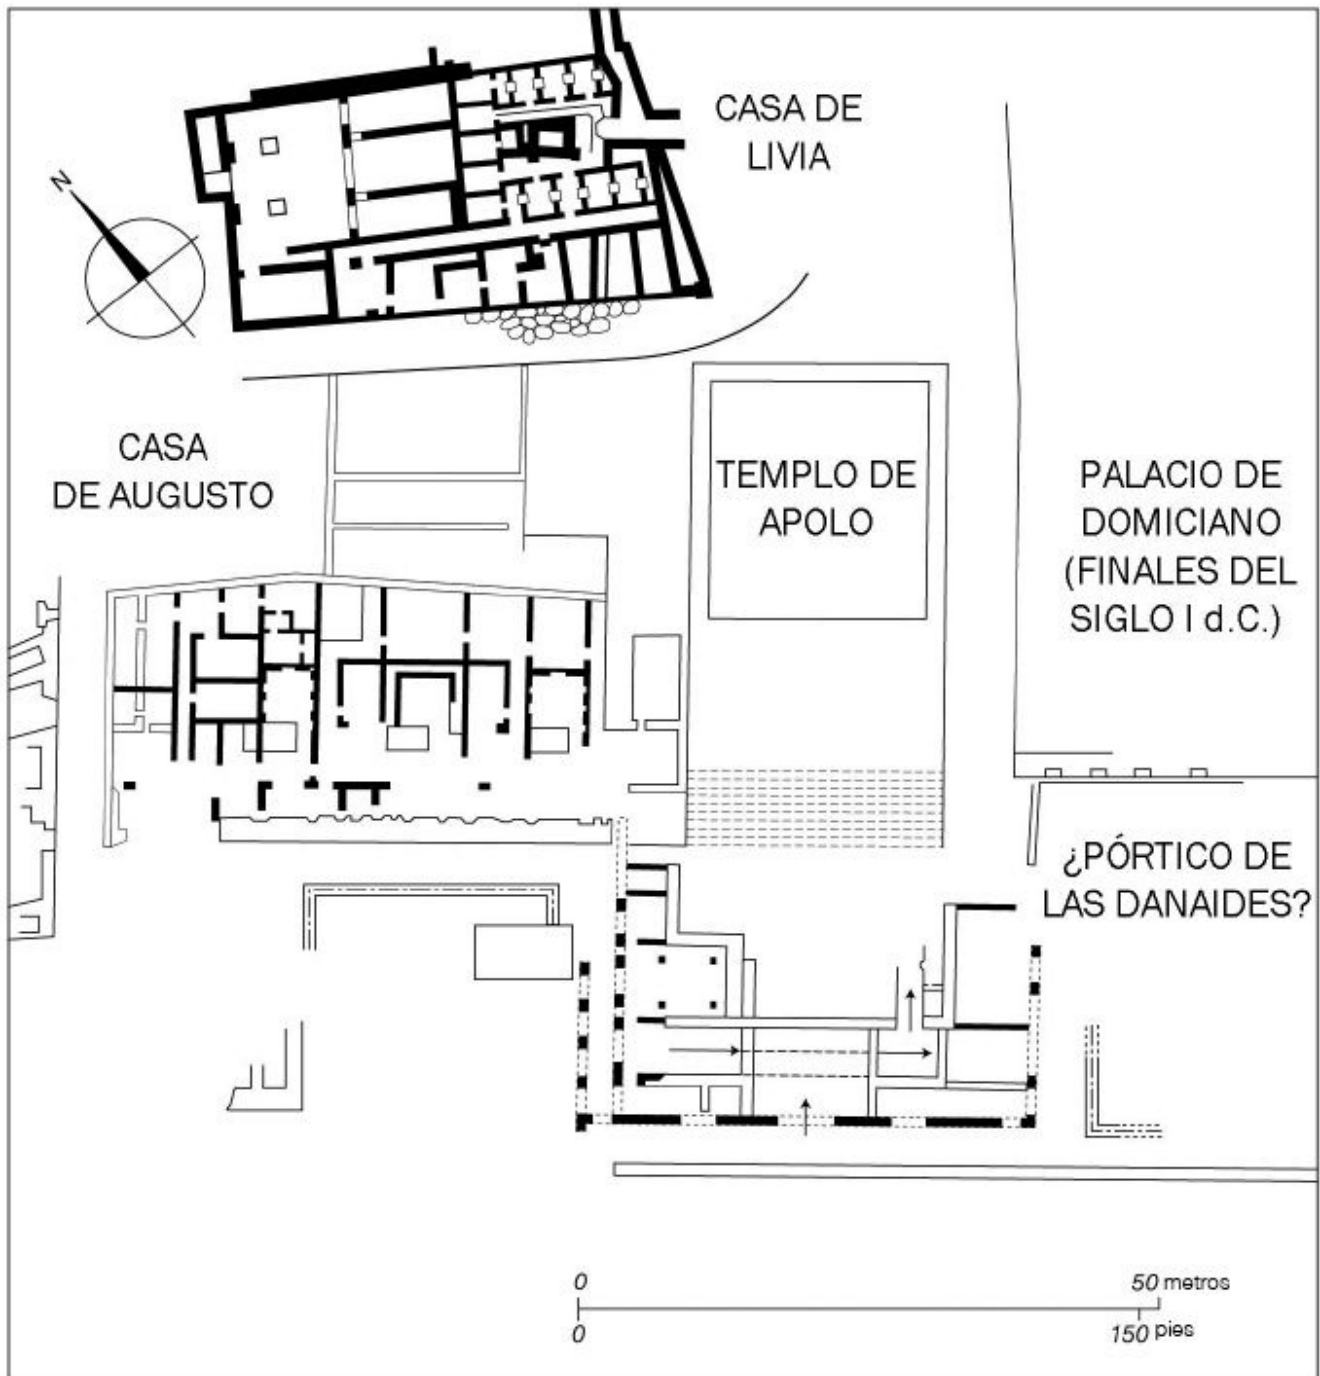 CASA DE
LIVIA
N
CASA
DE AUGUSTO
TEMPLO DE
APOLO
PALACIO DE
DOMICIANO
(FINALES DEL
SIGLO I d.C.)
¿PÓRTICO DE
LAS DANAIDES?
0 50 metros
0 150 pies